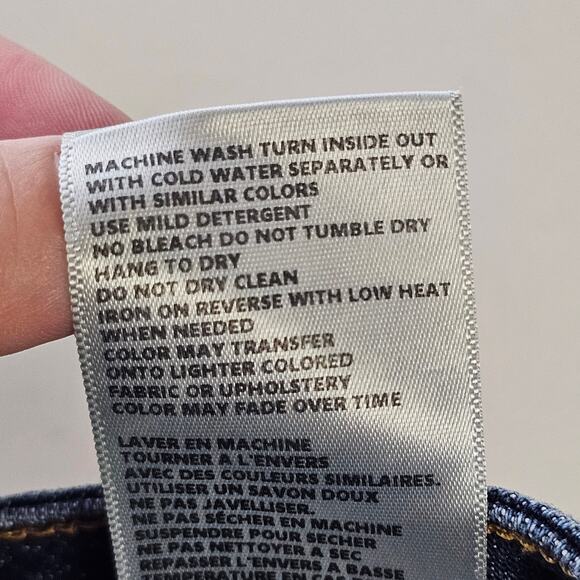 MACHINE WASH TURN INSIDE OUT
WITH COLD WATER SEPARATELY OR
WITH SIMILAR COLORS
USE MILD DETERGENT
NO BLEACH DO NOT TUMBLE DRY
HANG TO DRY
DO NOT DRY CLEAN
IRON ON REVERSE WITH LOW HEAT
WHEN NEEDED
COLOR MAY TRANSFER
ONTO LIGHTER COLORED
FABRIC OR UPHOLSTERY
COLOR MAY FADE OVER TIME
LAVER EN MACHINE
TOURNER A L'ENVERS
AVEC DES COULEURS SIMILAIRES.
UTILISER UN SAVON DOUX
NE PAS JAVELLISER.
NE PAS SÉCHER EN MACHINE
SUSPENDRE POUR SÉCHER
NE PAS NETTOYER A SEC
REPASSER L'ENVERS A BASSE
TEMPÉRATURE EN CAS DE